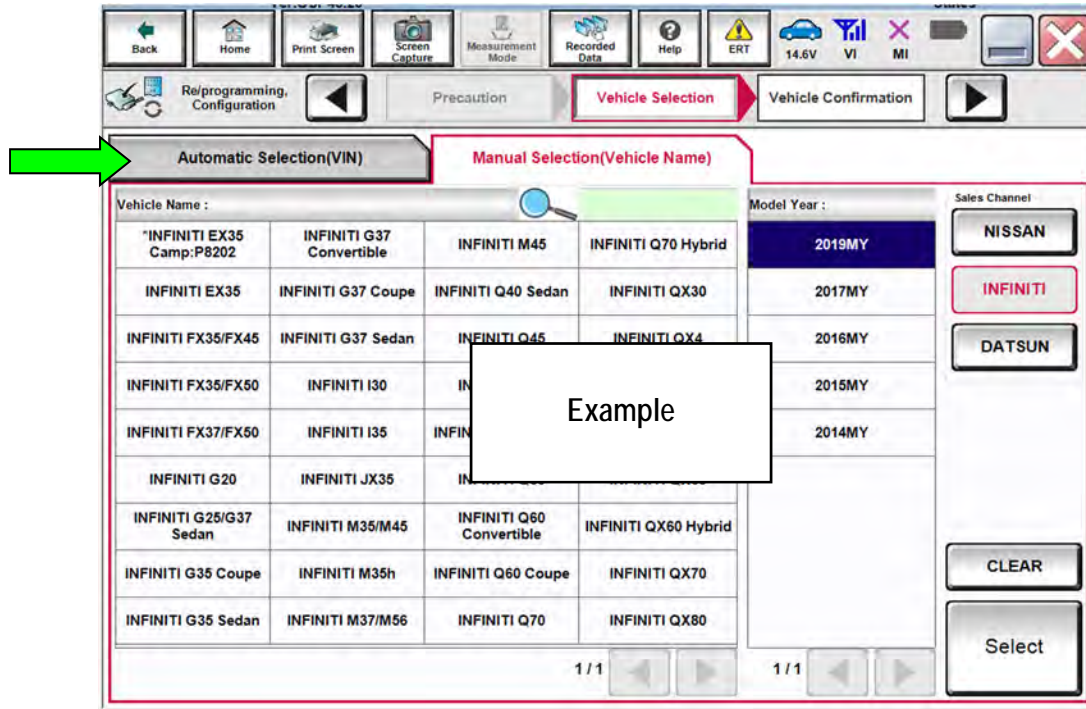 Back
Home
Print Screen
Screen
Capture
Measurement
Mode
Recorded
Data
Help
ERT
14.6V
VI
MI
Re/programming,
Configuration
Precaution
Vehicle Selection
Vehicle Confirmation
Automatic Selection(VIN)
Manual Selection(Vehicle Name)
Vehicle Name :
Model Year :
Sales Channel
*INFINITI EX35
Camp:P8202
INFINITI G37
Convertible
INFINITI M45
INFINITI Q70 Hybrid
2019MY
NISSAN
INFINITI EX35
INFINITI G37 Coupe
INFINITI Q40 Sedan
INFINITI QX30
2017MY
INFINITI
INFINITI FX35/FX45
INFINITI G37 Sedan
INFINITI Q45
INFINITI QX4
2016MY
DATSUN
INFINITI FX35/FX50
INFINITI I30
2015MY
Example
INFINITI FX37/FX50
INFINITI I35
2014MY
INFINITI G20
INFINITI JX35
INFINITI G25/G37
Sedan
INFINITI M35/M45
INFINITI Q60
Convertible
INFINITI QX60 Hybrid
INFINITI G35 Coupe
INFINITI M35h
INFINITI Q60 Coupe
INFINITI QX70
CLEAR
INFINITI G35 Sedan
INFINITI M37/M56
INFINITI Q70
INFINITI QX80
Select
1/1
1/1